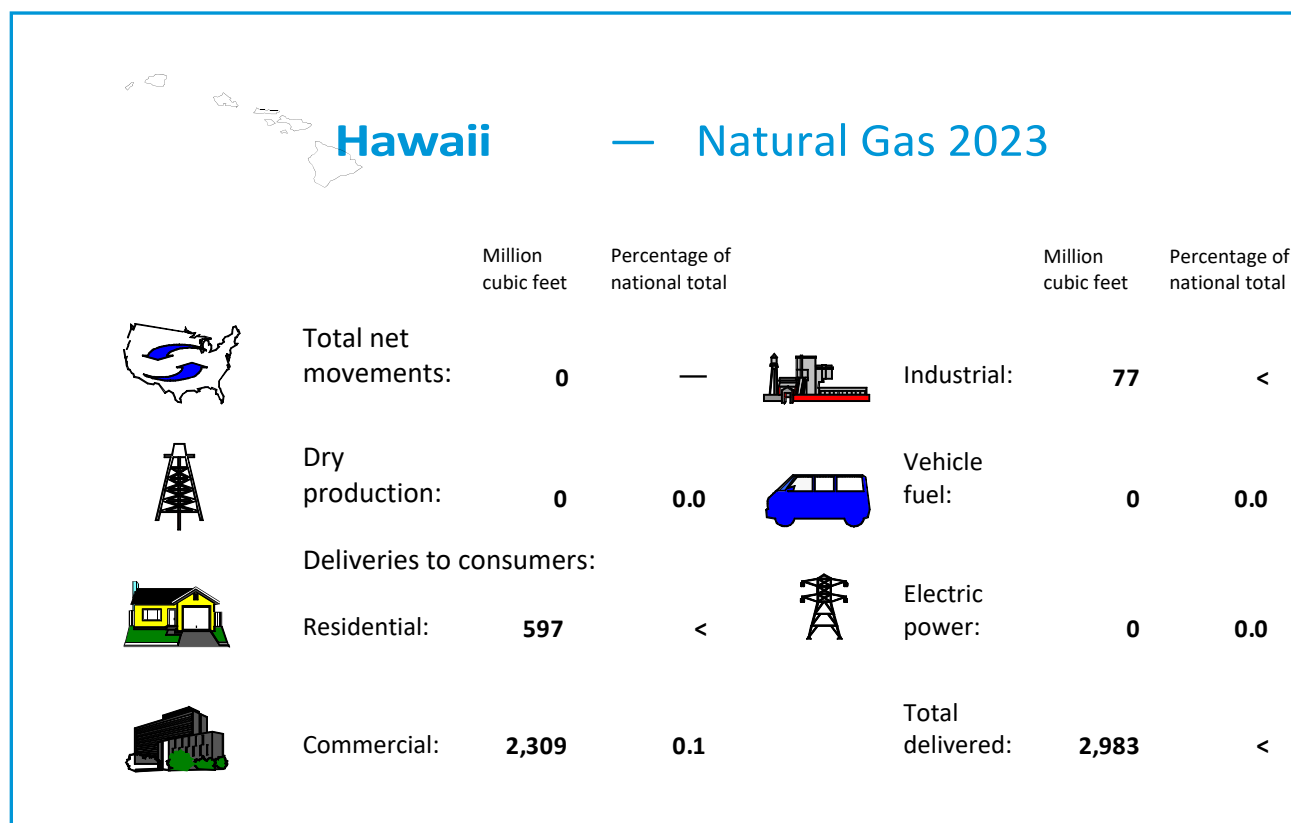 Hawaii — Natural Gas 2023
Million Percentage of
cubic feet national total
Total net
movements: 0 —
Dry
production: 0 0.0
Deliveries to consumers:
Residential: 597 <
Commercial: 2,309 0.1
Million Percentage of
cubic feet national total
Industrial: 77 <
Vehicle
fuel: 0 0.0
Electric
power: 0 0.0
Total
delivered: 2,983 <